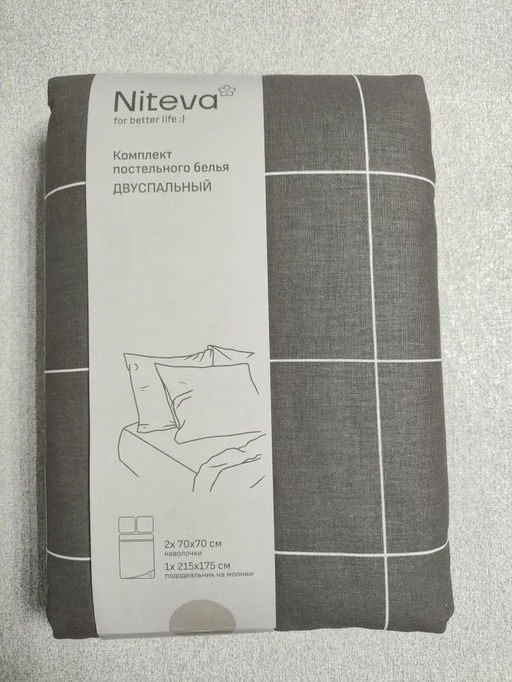 Niteva
for better life :)
Комплект
постельного белья
ДВУСПАЛЬНЫЙ
2х 70х70 см
наволочки
1х 215х175 см
пододеяльник на молнии